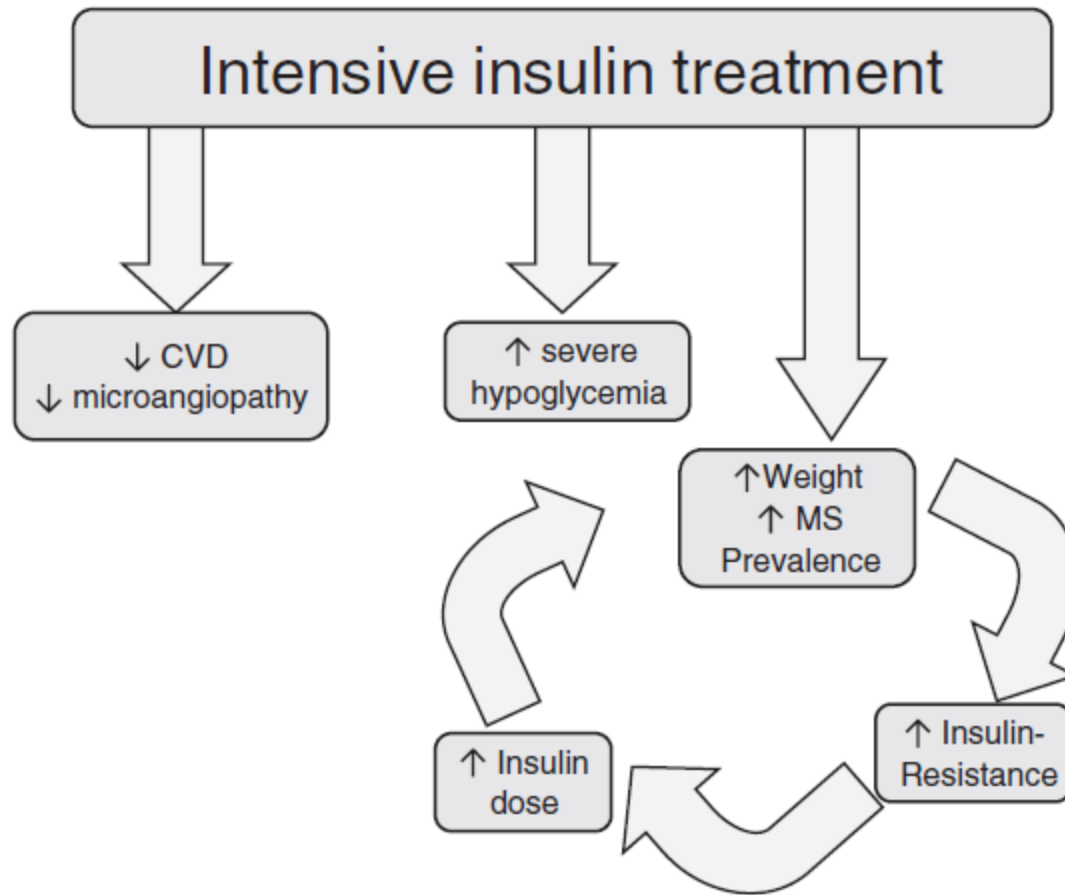 Intensive insulin treatment
↓ CVD
↓ microangiopathy
↑ severe
hypoglycemia
↑Weight
↑ MS
Prevalence
↑ Insulin-
Resistance
↑ Insulin
dose